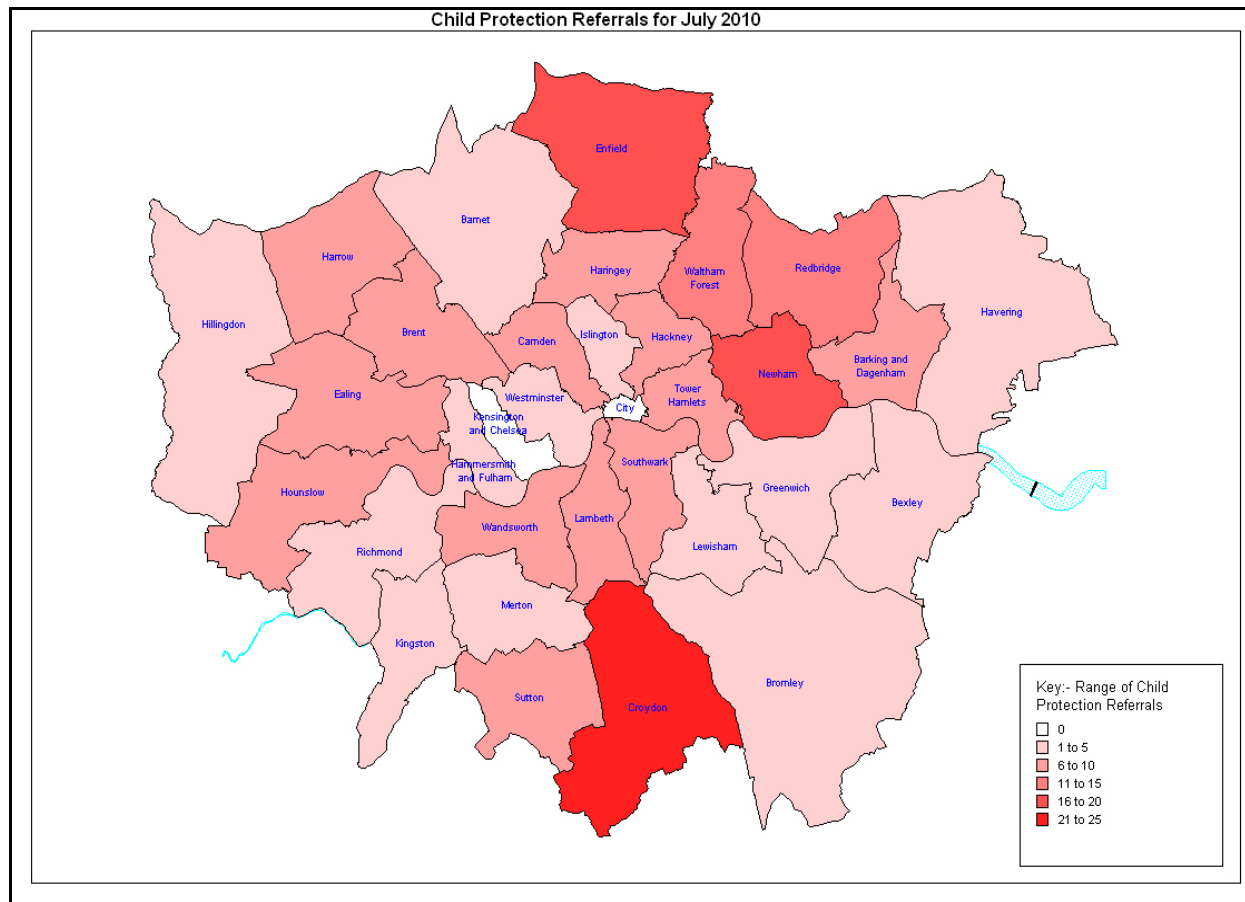 Child Protection Referrals for July 2010
Enfield
Barnet
Harrow
Haringey
Waltham
Forest
Redbridge
Havering
Hillingdon
Brent
Camden
Islington
Hackney
Newham
Barking and
Dagenham
Ealing
Westminster
Kensington
and Chelsea
City
Tower
Hamlets
Hammersmith
and Fulham
Southwark
Greenwich
Bexley
Hounslow
Wandsworth
Lambeth
Lewisham
Richmond
Merton
Kingston
Sutton
Croydon
Bromley
Key:- Range of Child
Protection Referrals
0
1 to 5
6 to 10
11 to 15
16 to 20
21 to 25